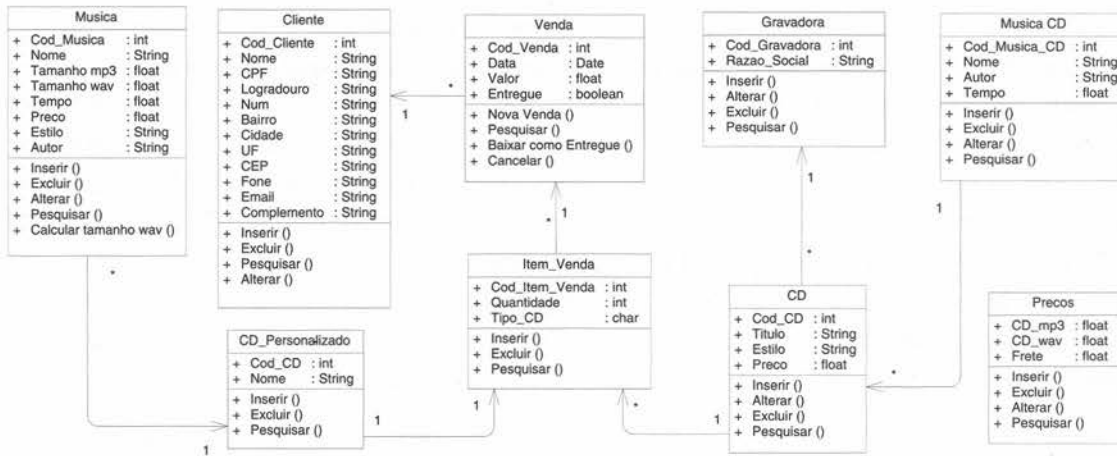 Musica
+ Cod_Musica : int
+ Nome : String
+ Tamanho mp3 : float
+ Tamanho wav : float
+ Tempo : float
+ Preco : float
+ Estilo : String
+ Autor : String
+ Inserir ()
+ Excluir ()
+ Alterar ()
+ Pesquisar ()
+ Calcular tamanho wav ()
*
1
Cliente
+ Cod_Cliente : int
+ Nome : String
+ CPF : String
+ Logradouro : String
+ Num : String
+ Bairro : String
+ Cidade : String
+ UF : String
+ CEP : String
+ Fone : String
+ Email : String
+ Complemento : String
+ Inserir ()
+ Excluir ()
+ Pesquisar ()
+ Alterar ()
1
*
Venda
+ Cod_Venda : int
+ Data : Date
+ Valor : float
+ Entregue : boolean
+ Nova Venda ()
+ Pesquisar ()
+ Baixar como Entregue ()
+ Cancelar ()
1
*
Gravadora
+ Cod_Gravadora : int
+ Razao_Social : String
+ Inserir ()
+ Alterar ()
+ Excluir ()
+ Pesquisar ()
1
*
Musica CD
+ Cod_Musica_CD : int
+ Nome : String
+ Autor : String
+ Tempo : float
+ Inserir ()
+ Excluir ()
+ Alterar ()
+ Pesquisar ()
1
*
CD_Personalizado
+ Cod_CD : int
+ Nome : String
+ Inserir ()
+ Excluir ()
+ Pesquisar ()
1
1
Item_Venda
+ Cod_Item_Venda : int
+ Quantidade : int
+ Tipo_CD : char
+ Inserir ()
+ Excluir ()
+ Pesquisar ()
*
1
CD
+ Cod_CD : int
+ Titulo : String
+ Estilo : String
+ Preco : float
+ Inserir ()
+ Alterar ()
+ Excluir ()
+ Pesquisar ()
Precos
+ CD_mp3 : float
+ CD_wav : float
+ Frete : float
+ Inserir ()
+ Excluir ()
+ Alterar ()
+ Pesquisar ()